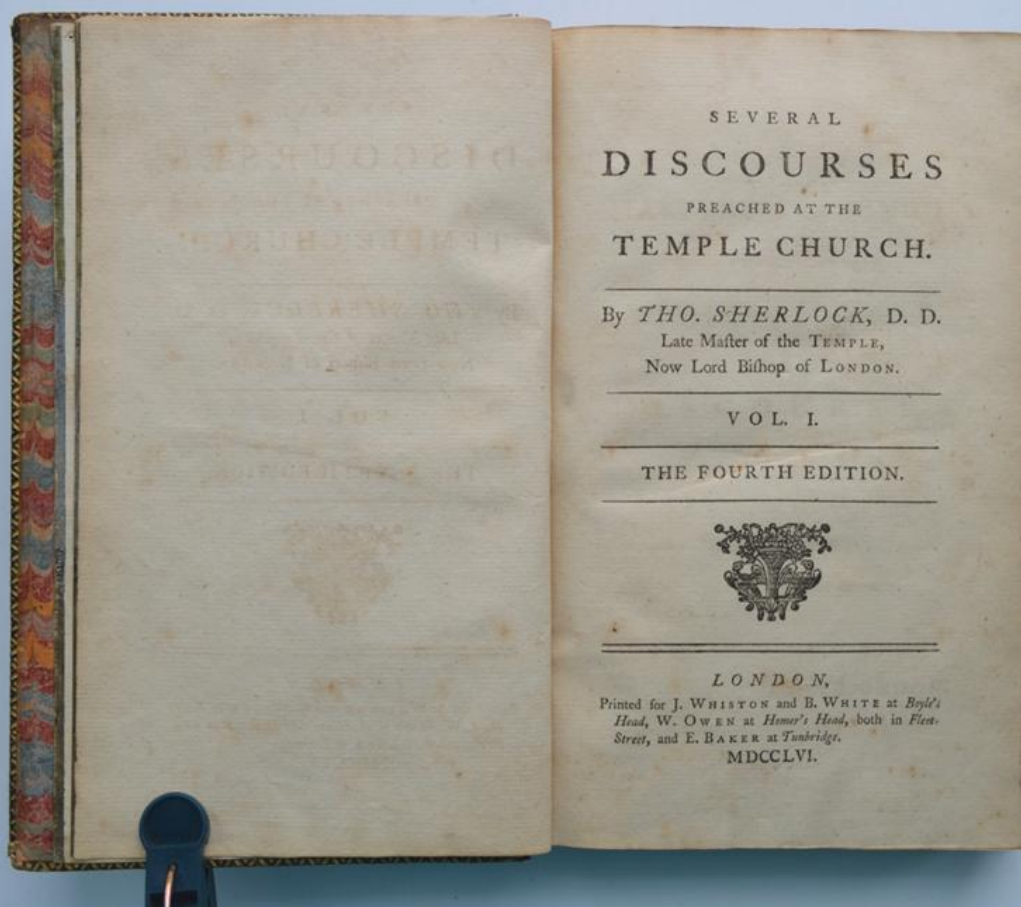 SEVERAL
DISCOURSES
PREACHED AT THE
TEMPLE CHURCH.
By THO. SHERLOCK, D. D.
Late Maſter of the TEMPLE,
Now Lord Biſhop of LONDON.
VOL. I.
THE FOURTH EDITION.
LONDON,
Printed for J. WHISTON and B. WHITE at Boyle's
Head, W. OWEN at Homer's Head, both in Fleet-
Street, and E. BAKER at Tunbridge.
MDCCLVI.